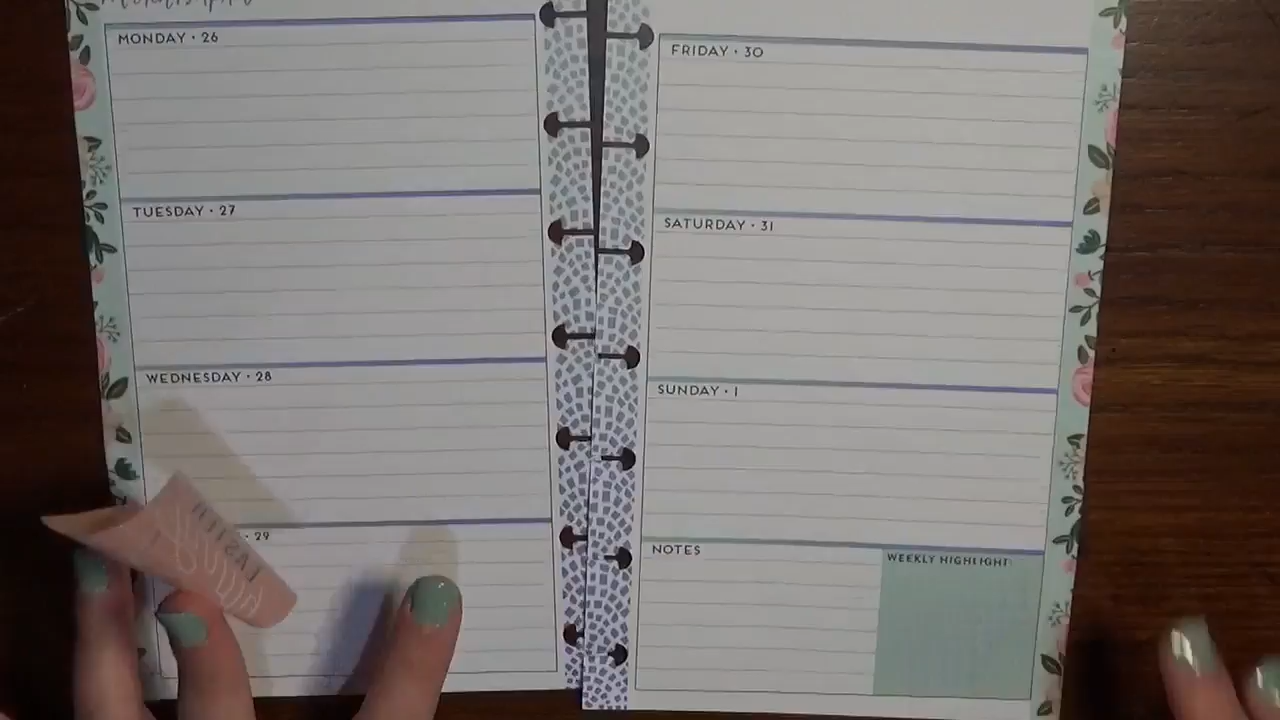 MONDAY • 26
TUESDAY • 27
WEDNESDAY • 28
• 29
FRIDAY • 30
SATURDAY • 31
SUNDAY • 1
NOTES
WEEKLY HIGHLIGHT: